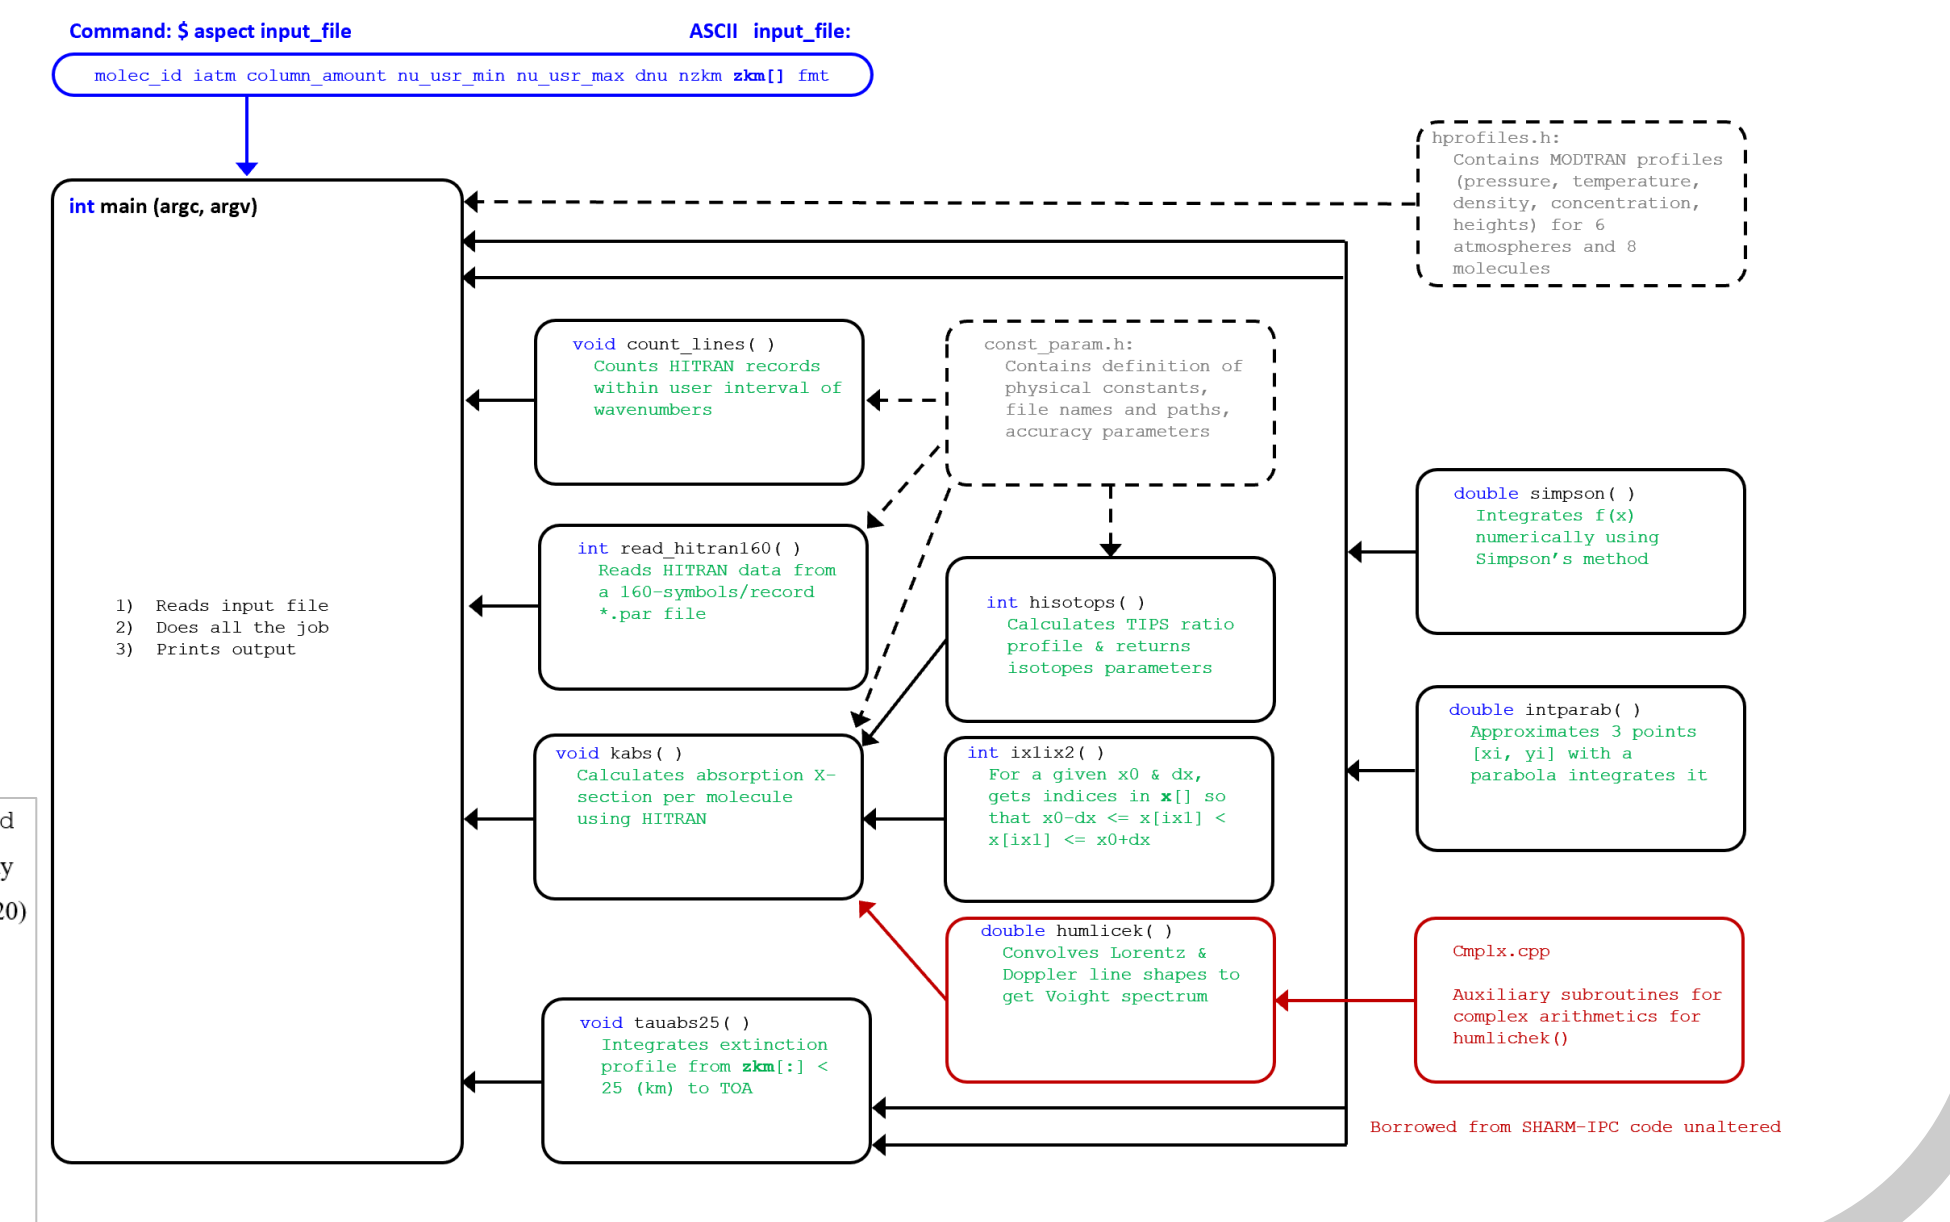 Command: $ aspect input_file
ASCII input_file:
molec_id iatm column_amount nu_usr_min nu_usr_max dnu nzkm zkm[] fmt
hprofiles.h:
Contains MODTRAN profiles
(pressure, temperature,
density, concentration,
heights) for 6
atmospheres and 8
molecules
int main (argc, argv)
1) Reads input file
2) Does all the job
3) Prints output
void count_lines( )
Counts HITRAN records
within user interval of
wavenumbers
const_param.h:
Contains definition of
physical constants,
file names and paths,
accuracy parameters
int read_hitran160( )
Reads HITRAN data from
a 160-symbols/record
*.par file
int hisotops( )
Calculates TIPS ratio
profile & returns
isotopes parameters
double simpson( )
Integrates f(x)
numerically using
Simpson's method
void kabs( )
Calculates absorption X-
section per molecule
using HITRAN
int ix1ix2( )
For a given x0 & dx,
gets indices in x[] so
that x0-dx <= x[ix1] <
x[ix1] <= x0+dx
double intparab( )
Approximates 3 points
[xi, yi] with a
parabola integrates it
double humlicek( )
Convolves Lorentz &
Doppler line shapes to
get Voight spectrum
Cmplx.cpp
Auxiliary subroutines for
complex arithmetics for
humlichek()
void tauabs25( )
Integrates extinction
profile from zkm[:] <
25 (km) to TOA
Borrowed from SHARM-IPC code unaltered
d
y
20)